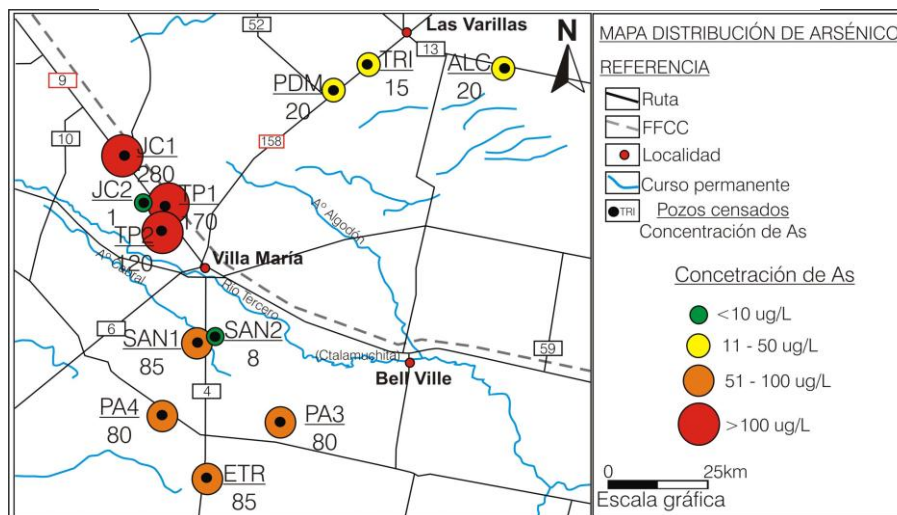 52
Las Varillas
13
N
9
PDM
20
TRI
15
ALC
20
10
158
JC1
280
JC2
1
TP1
170
TP2
120
Aº Algodón
Villa María
Aº Cabral
Río Tercero
(Ctalamuchita)
6
SAN1
85
SAN2
8
59
Bell Ville
4
PA4
80
PA3
80
ETR
85
MAPA DISTRIBUCIÓN DE ARSÉNICO
REFERENCIA
Ruta
FFCC
Localidad
Curso permanente
TRI
Pozos censados
Concentración de As
Concetración de As
<10 ug/L
11 - 50 ug/L
51 - 100 ug/L
>100 ug/L
0 25km
Escala gráfica